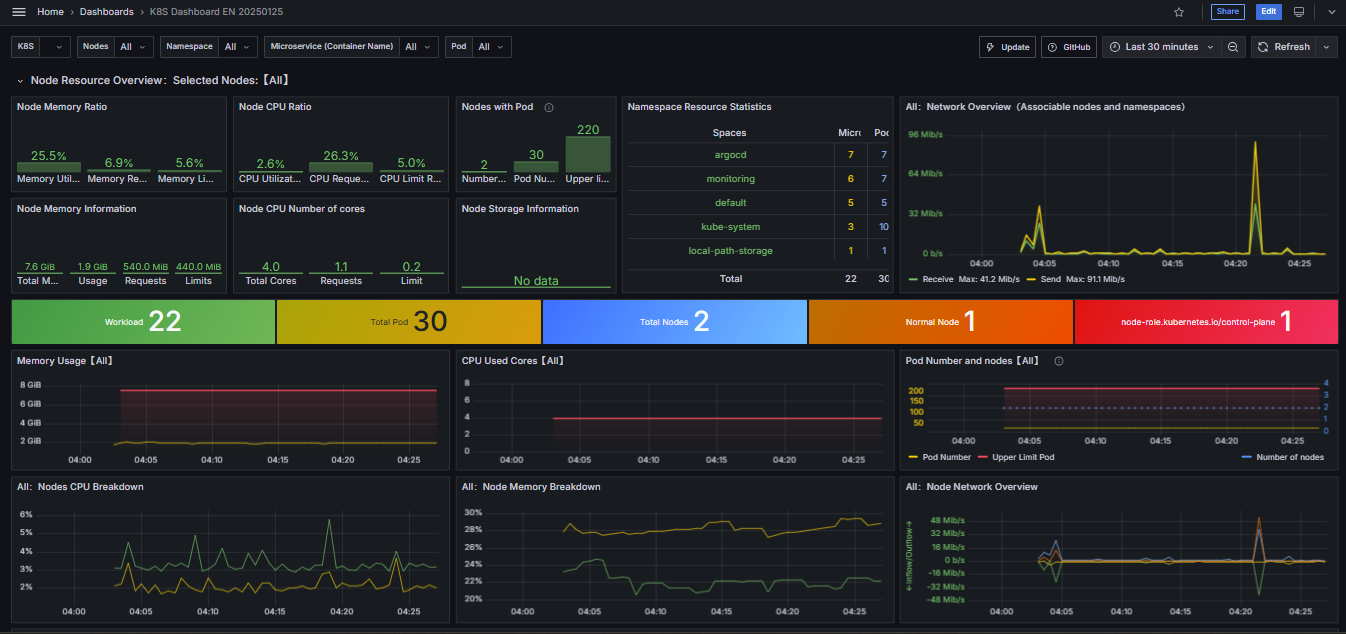 Home › Dashboards › K8S Dashboard EN 20250125
Share
Edit
K8S
Nodes All
Namespace All
Microservice (Container Name) All
Pod All
Update
GitHub
Last 30 minutes
Refresh
Node Resource Overview: Selected Nodes:【All】
Node Memory Ratio
25.5% 6.9% 5.6%
Memory Util... Memory Re... Memory Li...
Node CPU Ratio
2.6% 26.3% 5.0%
CPU Utilizat... CPU Reque... CPU Limit R...
Nodes with Pod
2 30 220
Number... Pod Nu... Upper li...
Node Memory Information
7.6 GiB 1.9 GiB 540.0 MiB 440.0 MiB
Total M... Usage Requests Limits
Node CPU Number of cores
4.0 1.1 0.2
Total Cores Requests Limit
Node Storage Information
No data
Namespace Resource Statistics
Spaces Micro Poc
argocd 7 7
monitoring 6 7
default 5 5
kube-system 3 10
local-path-storage 1 1
Total 22 30
All: Network Overview (Associable nodes and namespaces)
96 Mib/s
64 Mib/s
32 Mib/s
0 b/s
04:00 04:05 04:10 04:15 04:20 04:25
Receive Max: 41.2 Mib/s Send Max: 91.1 Mib/s
Workload 22
Total Pod 30
Total Nodes 2
Normal Node 1
node-role.kubernetes.io/control-plane 1
Memory Usage【All】
8 GiB
6 GiB
4 GiB
2 GiB
04:00 04:05 04:10 04:15 04:20 04:25
CPU Used Cores【All】
8
6
4
2
0
04:00 04:05 04:10 04:15 04:20 04:25
Pod Number and nodes【All】
200
150
100
50
4
3
2
1
0
04:00 04:05 04:10 04:15 04:20 04:25
Pod Number Upper Limit Pod Number of nodes
All: Nodes CPU Breakdown
6%
5%
4%
3%
2%
04:00 04:05 04:10 04:15 04:20 04:25
All: Node Memory Breakdown
30%
28%
26%
24%
22%
20%
04:00 04:05 04:10 04:15 04:20 04:25
All: Node Network Overview
←Inflow/Outflow→
48 Mib/s
32 Mib/s
16 Mib/s
0 b/s
-16 Mib/s
-32 Mib/s
-48 Mib/s
04:00 04:05 04:10 04:15 04:20 04:25